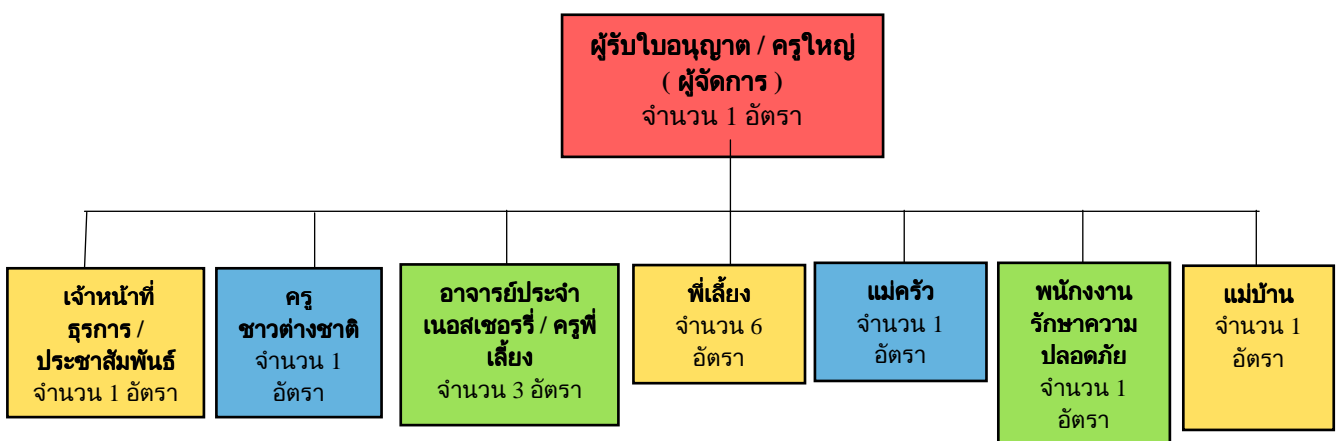 ผู้รับใบอนุญาต / ครูใหญ่
( ผู้จัดการ )
จำนวน 1 อัตรา
เจ้าหน้าที่
ธุรการ /
ประชาสัมพันธ์
จำนวน 1 อัตรา
ครู
ชาวต่างชาติ
จำนวน 1
อัตรา
อาจารย์ประจำ
เนอสเชอรรี่ / ครูพี่
เลี้ยง
จำนวน 3 อัตรา
พี่เลี้ยง
จำนวน 6
อัตรา
แม่ครัว
จำนวน 1
อัตรา
พนักงงาน
รักษาความ
ปลอดภัย
จำนวน 1
อัตรา
แม่บ้าน
จำนวน 1
อัตรา